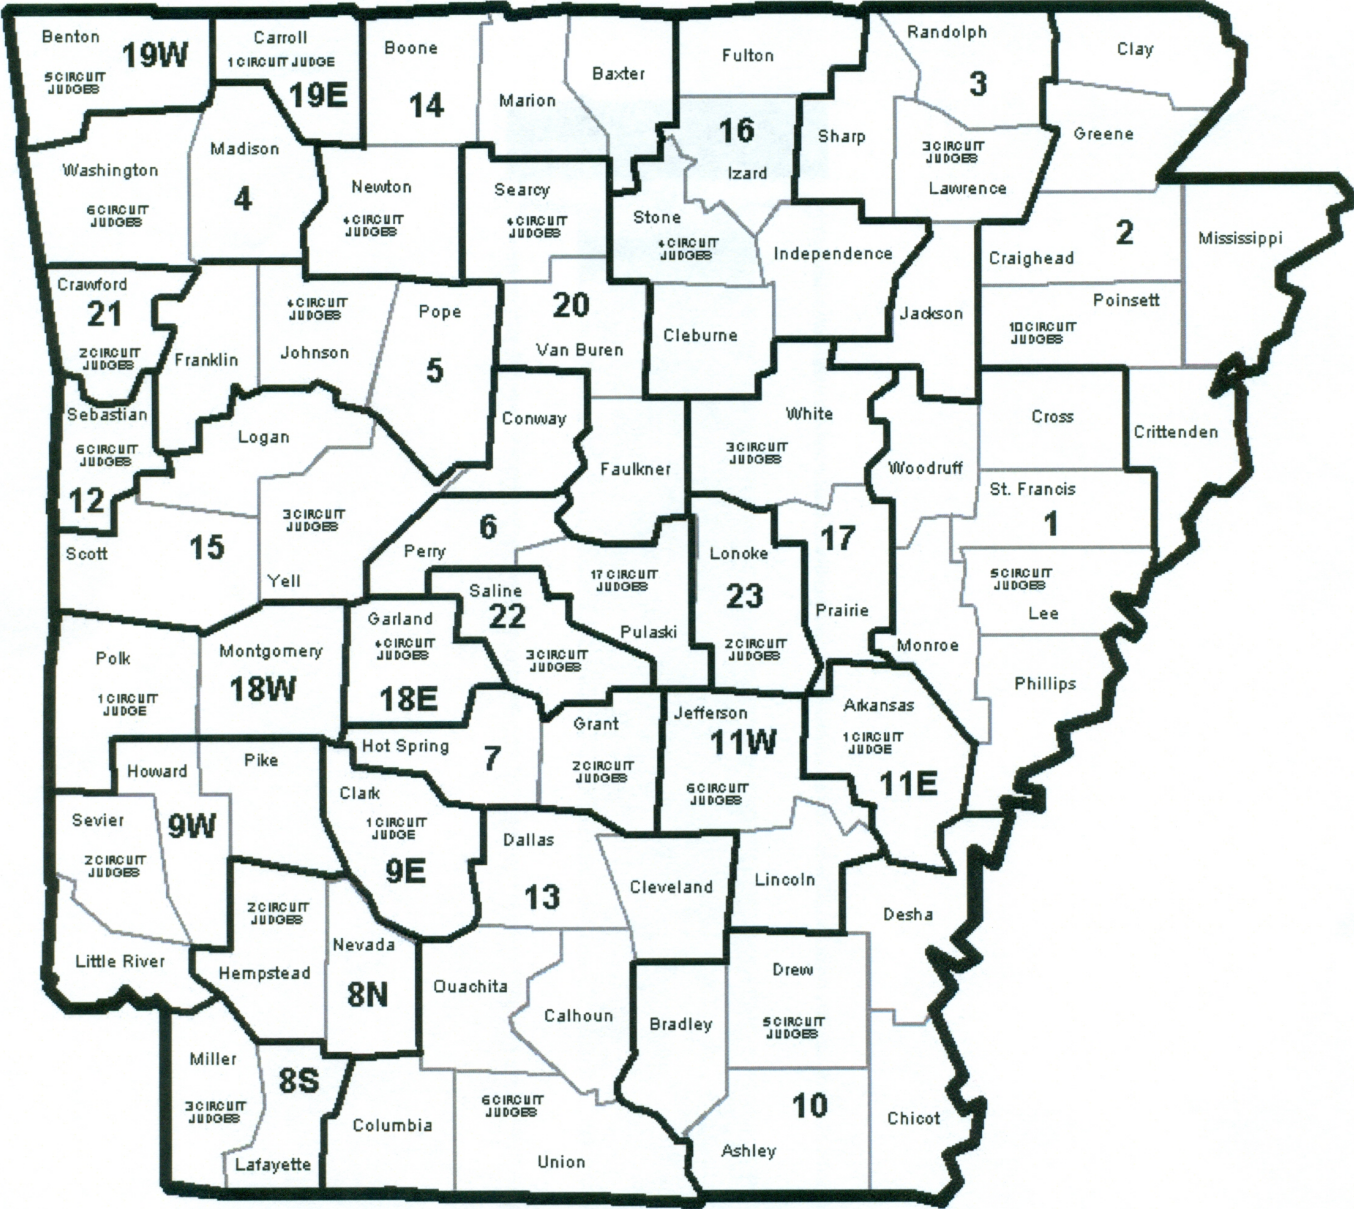 Benton
19W
5 CIRCUIT
JUDGES
Carroll
1 CIRCUIT JUDGE
19E
Boone
14
Marion
Baxter
Fulton
16
Izard
Sharp
Randolph
3
3 CIRCUIT
JUDGES
Lawrence
Clay
Greene
Washington
6 CIRCUIT
JUDGES
Madison
4
Newton
4 CIRCUIT
JUDGES
Searcy
4 CIRCUIT
JUDGES
Stone
4 CIRCUIT
JUDGES
Independence
Jackson
2
Craighead
Mississippi
Poinsett
10 CIRCUIT
JUDGES
Crawford
21
2 CIRCUIT
JUDGES
Franklin
4 CIRCUIT
JUDGES
Johnson
Pope
5
20
Van Buren
Cleburne
Sebastian
6 CIRCUIT
JUDGES
12
Logan
Conway
Faulkner
White
3 CIRCUIT
JUDGES
Woodruff
Cross
Crittenden
St. Francis
1
5 CIRCUIT
JUDGES
Lee
Scott
15
3 CIRCUIT
JUDGES
Yell
6
Perry
17 CIRCUIT
JUDGES
Pulaski
Lonoke
23
2 CIRCUIT
JUDGES
17
Prairie
Monroe
Phillips
Saline
22
3 CIRCUIT
JUDGES
Garland
4 CIRCUIT
JUDGES
18E
Polk
1 CIRCUIT
JUDGE
Montgomery
18W
Hot Spring
7
Grant
2 CIRCUIT
JUDGES
Jefferson
11W
6 CIRCUIT
JUDGES
Arkansas
1 CIRCUIT
JUDGE
11E
Howard
Pike
Clark
1 CIRCUIT
JUDGE
9E
Sevier
9W
2 CIRCUIT
JUDGES
Little River
2 CIRCUIT
JUDGES
Hempstead
Nevada
8N
Dallas
13
Cleveland
Lincoln
Desha
Ouachita
Calhoun
Bradley
Drew
5 CIRCUIT
JUDGES
10
Ashley
Chicot
Miller
3 CIRCUIT
JUDGES
8S
Lafayette
Columbia
6 CIRCUIT
JUDGES
Union